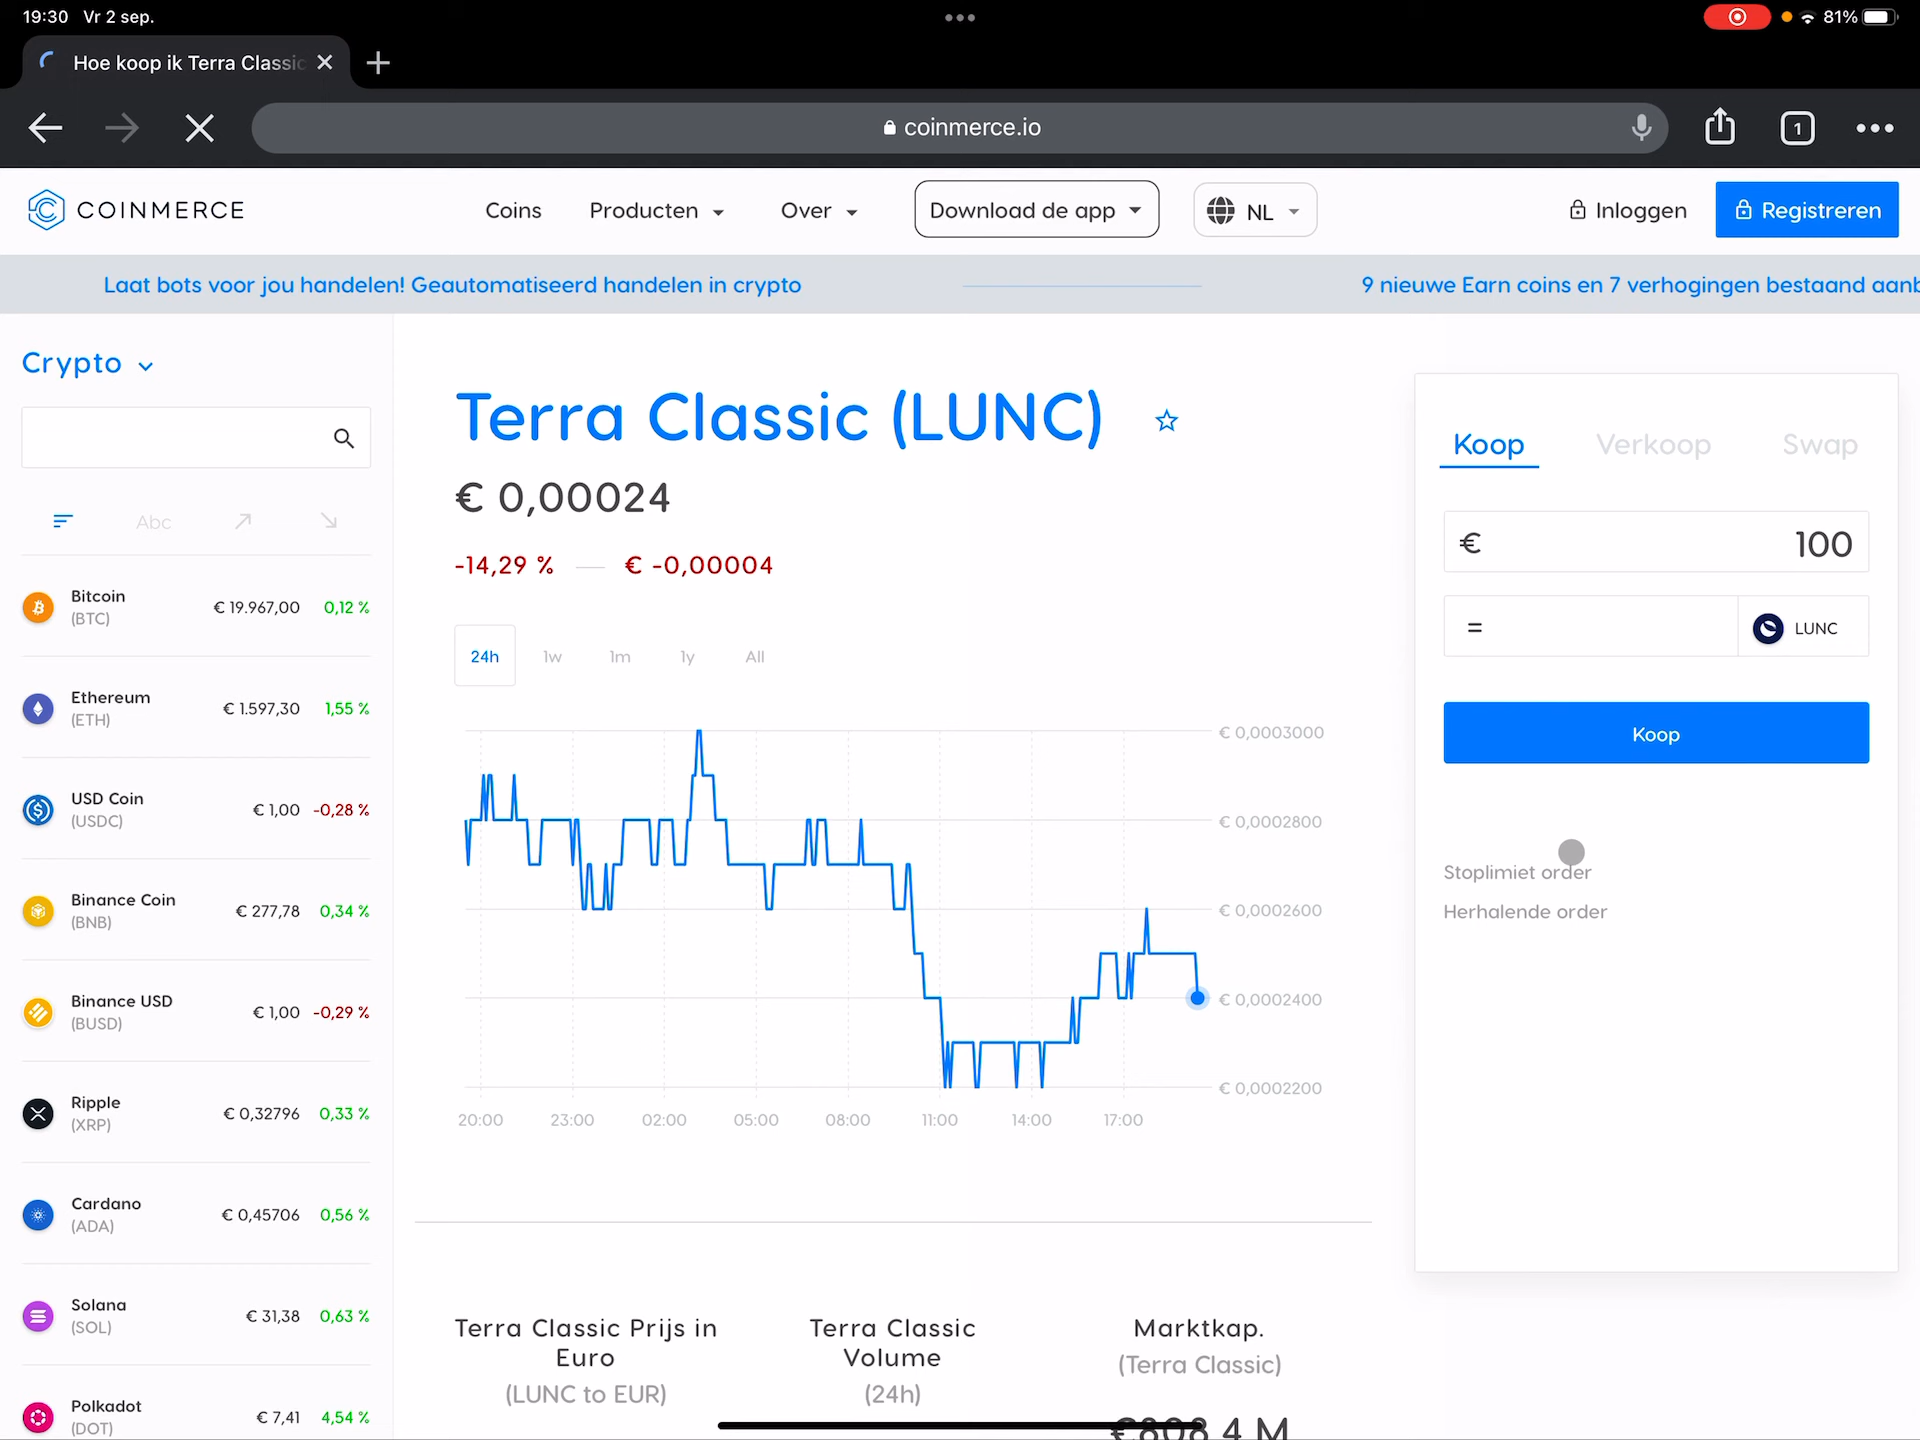 19:30 Vr 2 sep.
81%
Hoe koop ik Terra Classic
coinmerce.io
1
COINMERCE
Coins
Producten
Over
Download de app
NL
Inloggen
Registreren
Laat bots voor jou handelen! Geautomatiseerd handelen in crypto
9 nieuwe Earn coins en 7 verhogingen bestaand aanb
Crypto
Abc
Bitcoin
(BTC)
€ 19.967,00
0,12 %
Ethereum
(ETH)
€ 1.597,30
1,55 %
USD Coin
(USDC)
€ 1,00
-0,28 %
Binance Coin
(BNB)
€ 277,78
0,34 %
Binance USD
(BUSD)
€ 1,00
-0,29 %
Ripple
(XRP)
€ 0,32796
0,33 %
Cardano
(ADA)
€ 0,45706
0,56 %
Solana
(SOL)
€ 31,38
0,63 %
Polkadot
(DOT)
€ 7,41
4,54 %
Terra Classic (LUNC)
€ 0,00024
-14,29 % — € -0,00004
24h
1w
1m
1y
All
€ 0,0003000
€ 0,0002800
€ 0,0002600
€ 0,0002400
€ 0,0002200
20:00
23:00
02:00
05:00
08:00
11:00
14:00
17:00
Terra Classic Prijs in
Euro
(LUNC to EUR)
Terra Classic
Volume
(24h)
Marktkap.
(Terra Classic)
€808,4 M
Koop
Verkoop
Swap
€ 100
=
LUNC
Koop
Stoplimiet order
Herhalende order